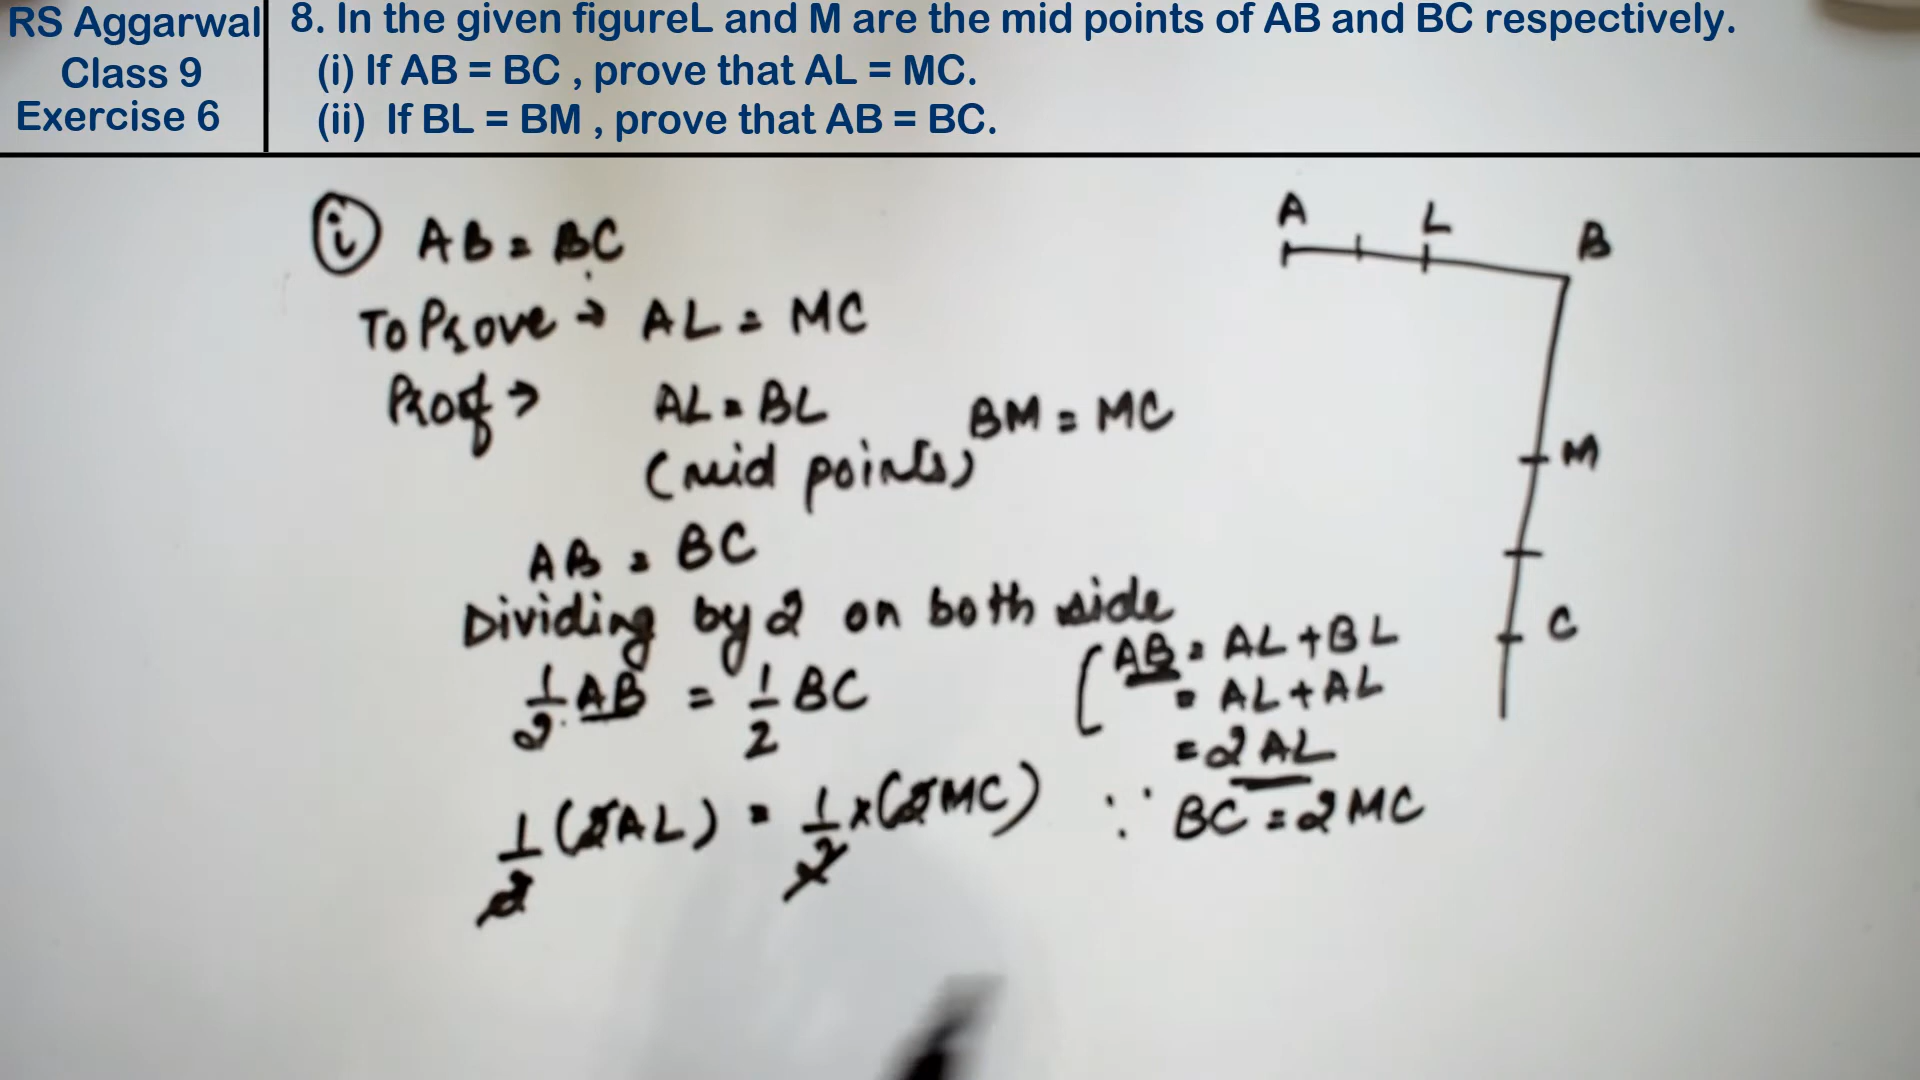 RS Aggarwal
Class 9
Exercise 6
8. In the given figureL and M are the mid points of AB and BC respectively.
(i) If AB = BC , prove that AL = MC.
(ii) If BL = BM , prove that AB = BC.
(i) AB = BC
To Prove → AL = MC
Proof → AL = BL BM = MC
(mid points)
AB = BC
Dividing by 2 on both side
1/2 AB = 1/2 BC
[AB = AL + BL
= AL + AL
= 2 AL
1/2 (2AL) = 1/2 x (2MC) ∵ BC = 2MC
A L B
M
C